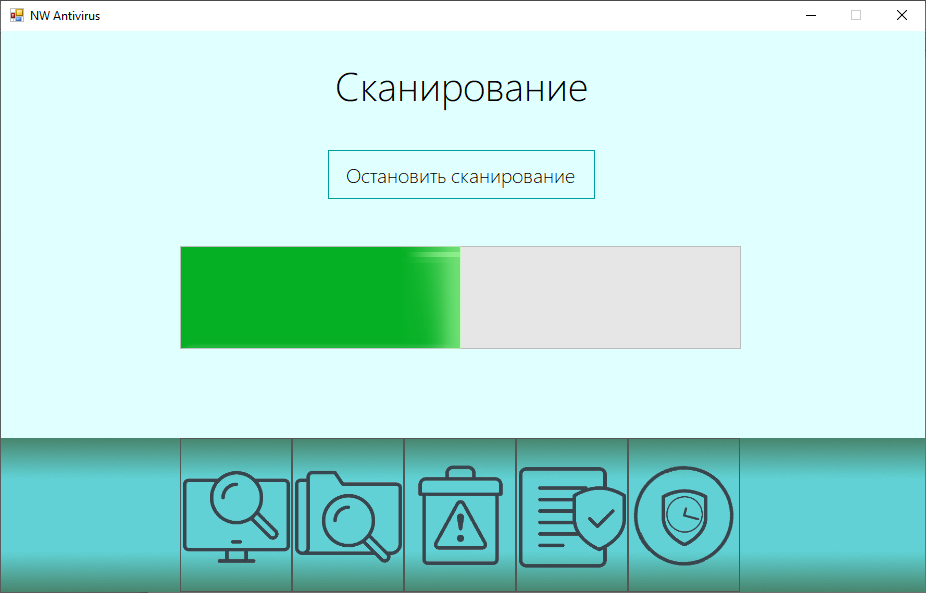 NW Antivirus
Сканирование
Остановить сканирование